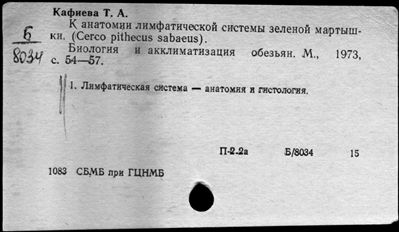 Кафиева Т. А.
К анатомии лимфатической системы зеленой мартыш-
ки. (Cerco pithecus sabaeus).
Б
8034
Биология и акклиматизация обезьян. М., 1973,
с. 54—57.
1. Лимфатическая система — анатомия и гистология.
П-2.2а Б/8034 15
1083 СБМБ при ГЦНМБ